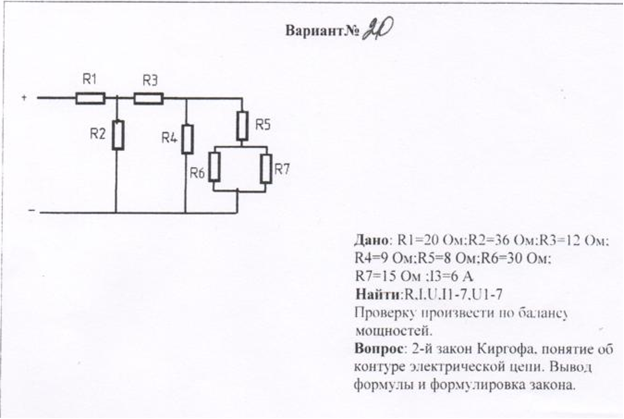 Вариант№ 20
R1 R3
+
R2 R4 R5
R6 R7
−
Дано: R1=20 Ом;R2=36 Ом;R3=12 Ом;
R4=9 Ом;R5=8 Ом;R6=30 Ом;
R7=15 Ом ;I3=6 А
Найти:R,I,U,I1-7,U1-7
Проверку произвести по балансу
мощностей.
Вопрос: 2-й закон Киргофа, понятие об
контуре электрической цепи. Вывод
формулы и формулировка закона.